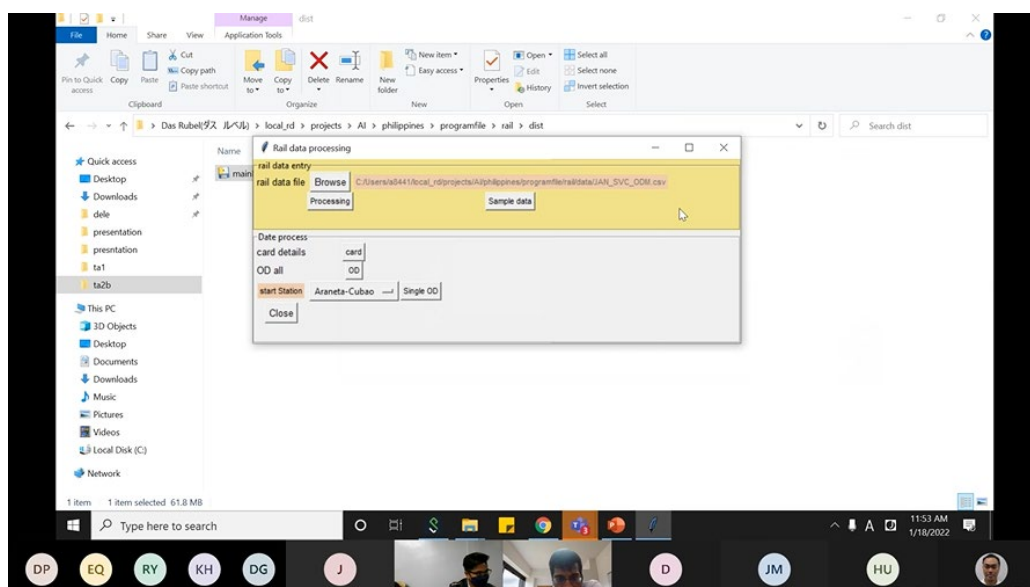 Manage dist
File Home Share View Application Tools
Pin to Quick access
Copy
Paste
Cut
Copy path
Paste shortcut
Move to
Copy to
Delete
Rename
New folder
New item
Easy access
Properties
Open
Edit
History
Select all
Select none
Invert selection
Clipboard Organize New Open Select
Das Rubel(ダス ルベル) > local_rd > projects > AI > philippines > programfile > rail > dist
Search dist
Name
Quick access
Desktop
Downloads
dele
presentation
presntation
ta1
ta2b
This PC
3D Objects
Desktop
Documents
Downloads
Music
Pictures
Videos
Local Disk (C:)
Network
1 item 1 item selected 61.8 MB
main
Rail data processing
rail data entry
rail data file Browse C:/Users/a8441/local_rd/projects/AI/philippines/programfile/rail/data/JAN_SVC_ODM.csv
Processing Sample data
Date process
card details card
OD all OD
start Station Araneta-Cubao Single OD
Close
Type here to search
A
11:53 AM
1/18/2022
DP EQ RY KH DG J D JM HU